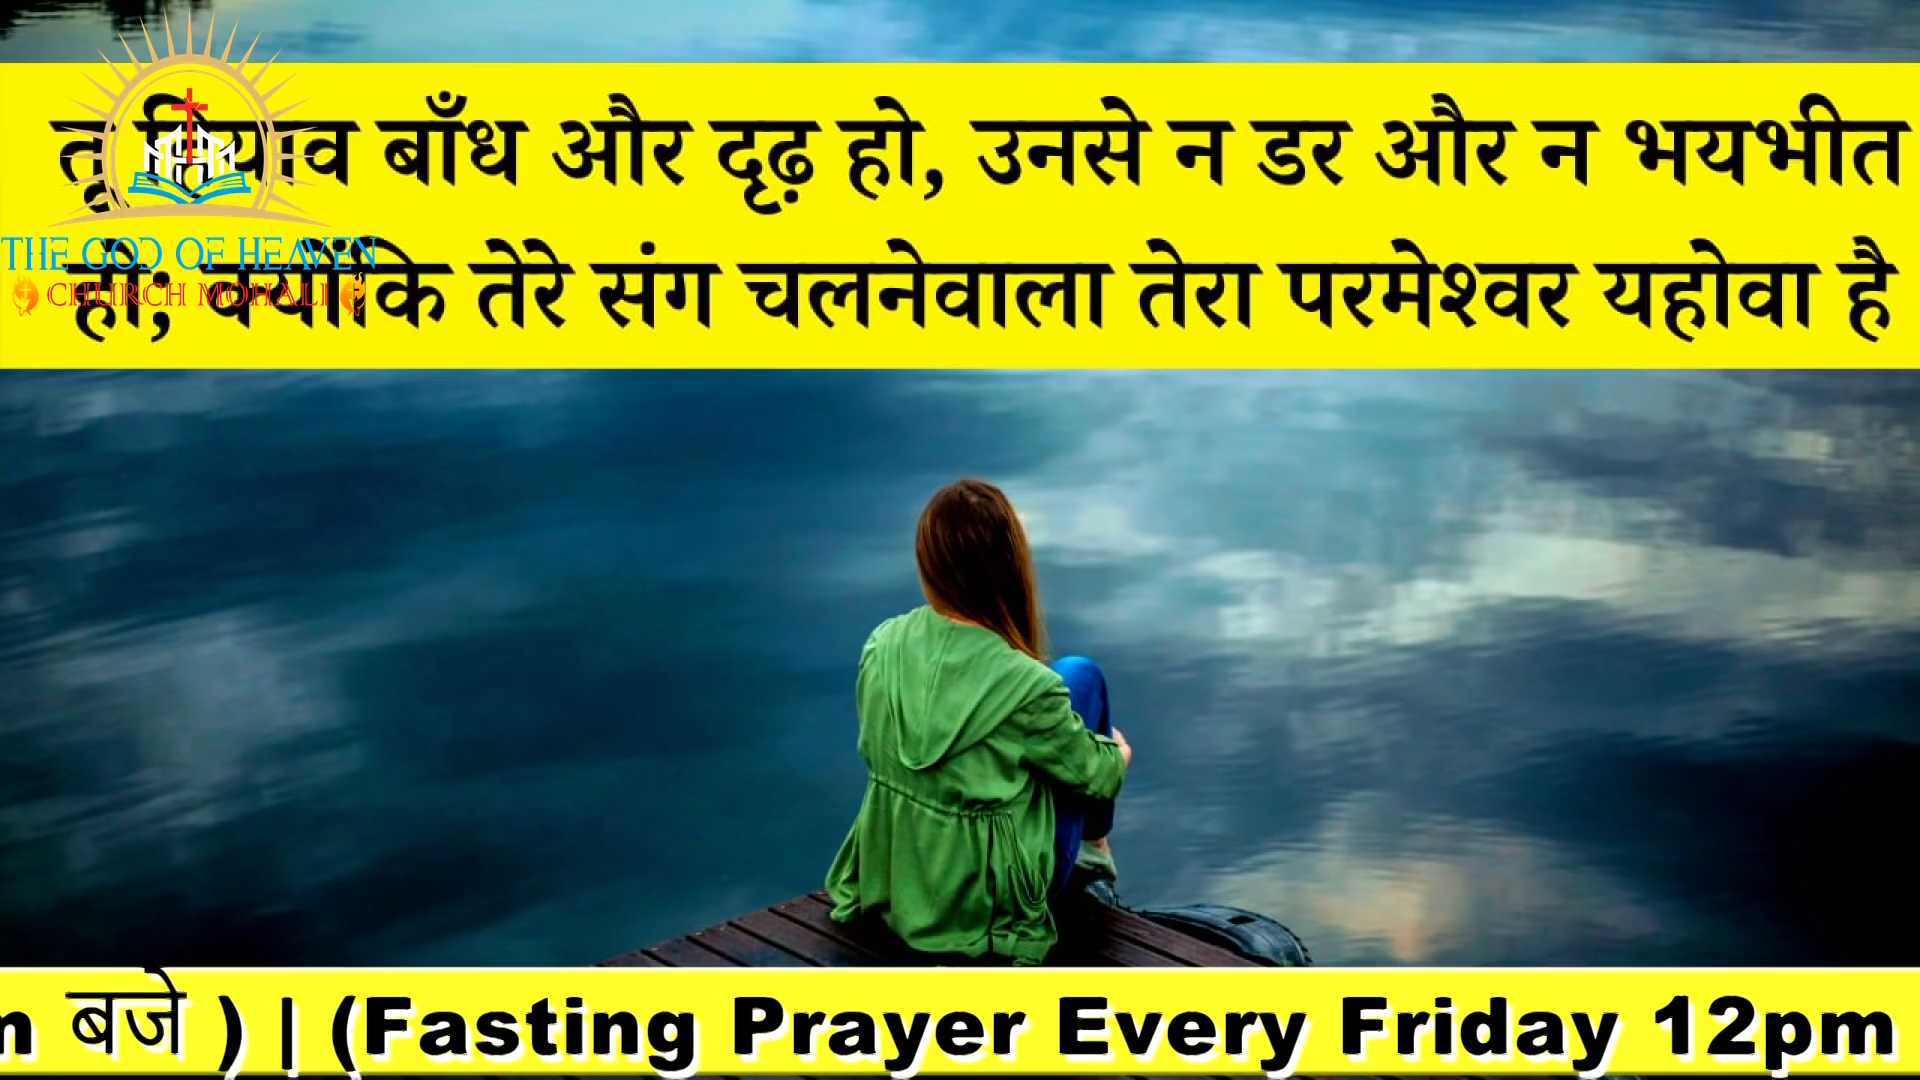 तू हियाव बाँध और दृढ़ हो, उनसे न डर और न भयभीत
हो; क्योंकि तेरे संग चलनेवाला तेरा परमेश्वर यहोवा है
THE GOD OF HEAVEN
CHURCH MOHALI
बजे ) | (Fasting Prayer Every Friday 12pm